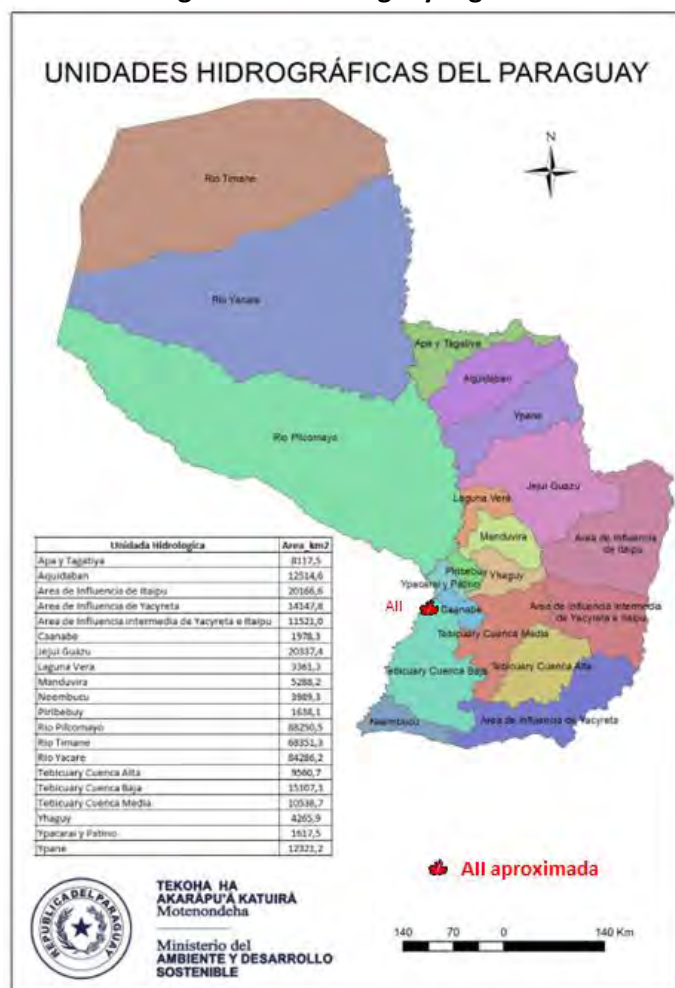 UNIDADES HIDROGRÁFICAS DEL PARAGUAY
N
Rio Timane
Rio Yacare
Apa y Tagatiya
Aquidaban
Ypane
Rio Pilcomayo
Jejui Guazu
Laguna Vera
Area de Influencia
de Itaipu
Manduvira
Piribebuy
Yhaguy
Ypacarai y Patino
All
Caanabe
Area de Influencia Intermedia
de Yacyreta e Itaipu
Tebicuary Cuenca Media
Tebicuary Cuenca Baja
Tebicuary Cuenca Alta
Neembucu
Area de Influencia de Yacyreta
Unidada Hidrologica Area_km2
Apa y Tagatiya 8117,5
Aquidaban 12514,6
Area de Influencia de Itaipu 20166,6
Area de Influencia de Yacyreta 14147,8
Area de Influencia intermedia de Yacyreta e Itaipu 11521,0
Caanabe 1978,3
Jejui Guazu 20337,4
Laguna Vera 3361,3
Manduvira 5288,2
Neembucu 3989,3
Piribebuy 1638,1
Rio Pilcomayo 88250,5
Rio Timane 68351,3
Rio Yacare 84286,2
Tebicuary Cuenca Alta 9560,7
Tebicuary Cuenca Baja 15107,3
Tebicuary Cuenca Media 10538,7
Yhaguy 4265,9
Ypacarai y Patino 1617,5
Ypane 12321,2
All aproximada
REPUBLICA DEL PARAGUAY
TEKOHA HA
AKARAPU'Ã KATUIRÃ
Motenondeha
Ministerio del
AMBIENTE Y DESARROLLO
SOSTENIBLE
140 70 0 140 Km